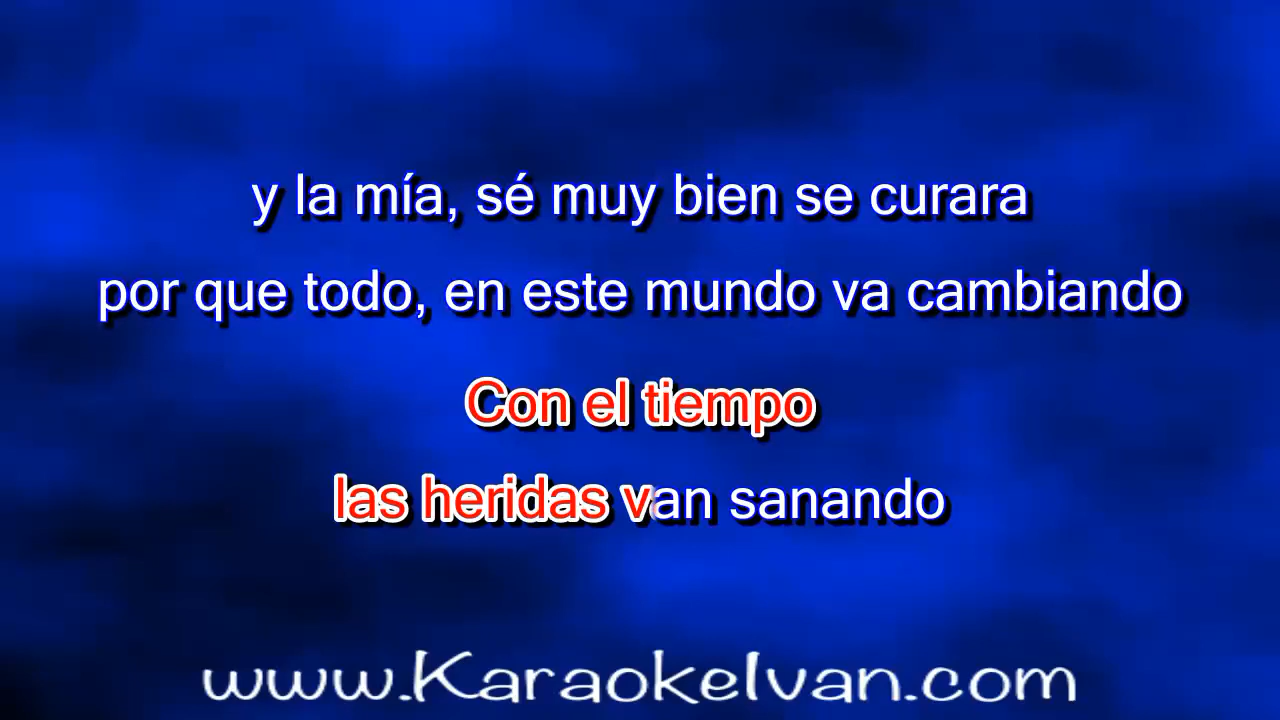 y la mía, sé muy bien se curara
por que todo, en este mundo va cambiando
Con el tiempo
las heridas van sanando
www.KaraokeIvan.com